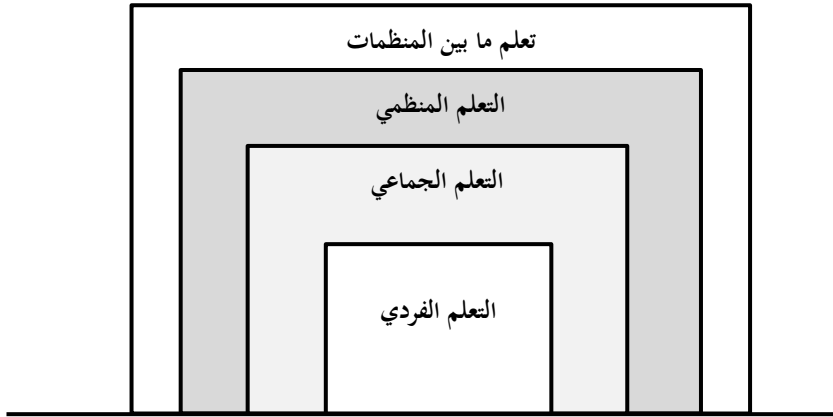 تعلم ما بين المنظمات
التعلم المنظمي
التعلم الجماعي
التعلم الفردي